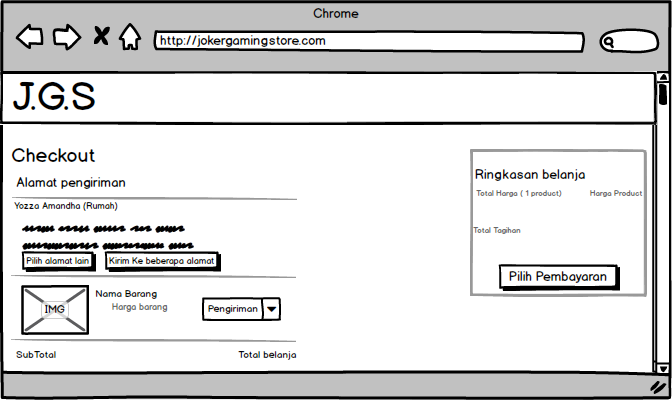 Chrome
http://jokergamingstore.com
J.G.S
Checkout
Alamat pengiriman
Yozza Amandha (Rumah)
Pilih alamat lain
Kirim Ke beberapa alamat
IMG
Nama Barang
Harga barang
Pengiriman
SubTotal
Total belanja
Ringkasan belanja
Total Harga ( 1 product)
Harga Product
Total Tagihan
Pilih Pembayaran